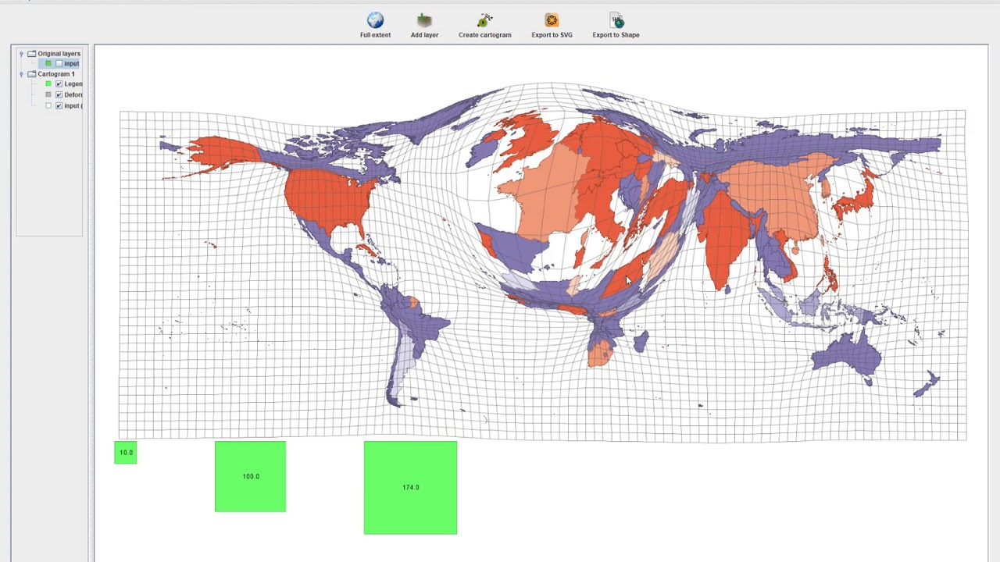 Full extent
Add layer
Create cartogram
Export to SVG
Export to Shape
Original layers
input
Cartogram 1
Legen
Defor
input (
10.0
100.0
174.0